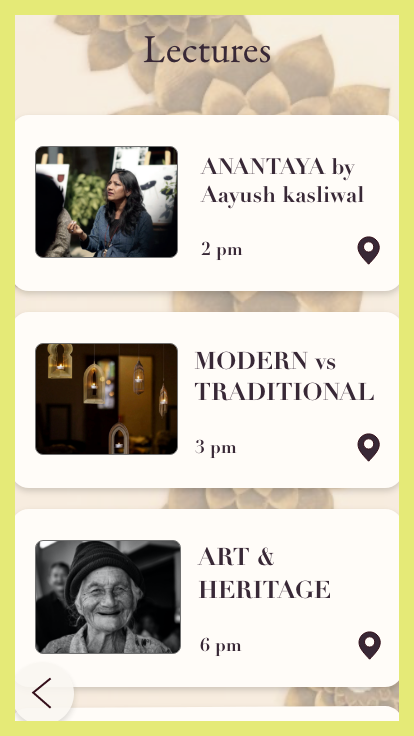 Lectures
ANANTAYA by
Aayush kasliwal
2 pm
MODERN vs
TRADITIONAL
3 pm
ART &
HERITAGE
6 pm